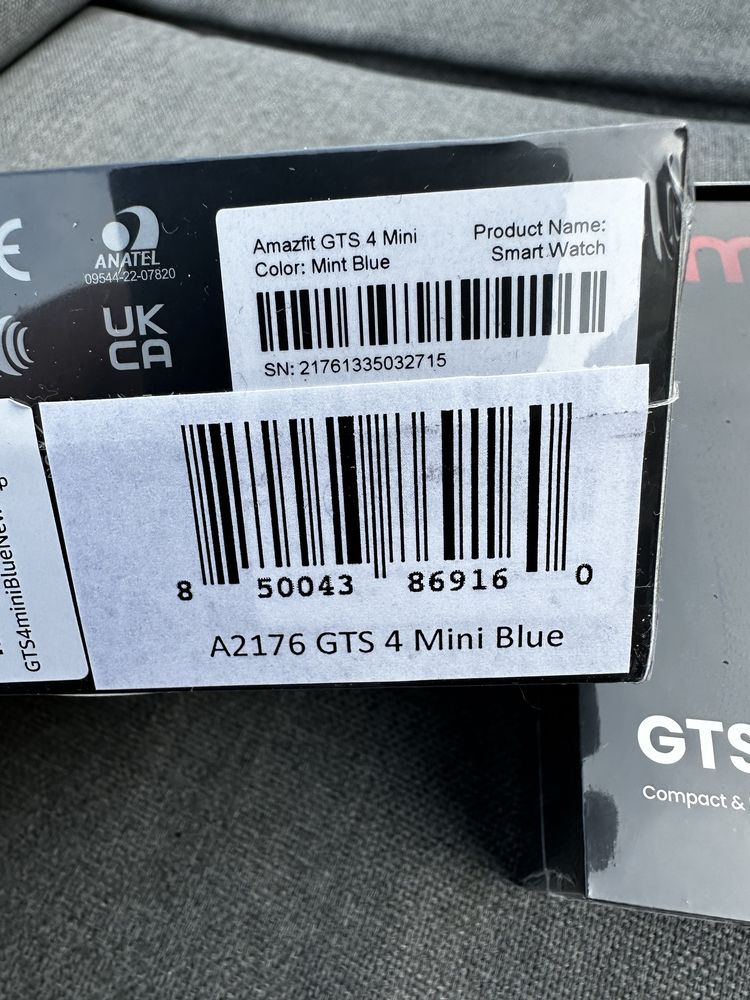 CE
ANATEL
09544-22-07820
UK
CA
Amazfit GTS 4 Mini
Color: Mint Blue
Product Name:
Smart Watch
SN: 21761335032715
8 50043 86916 0
A2176 GTS 4 Mini Blue
GTS4miniBlueNew
m
GTS
Compact &